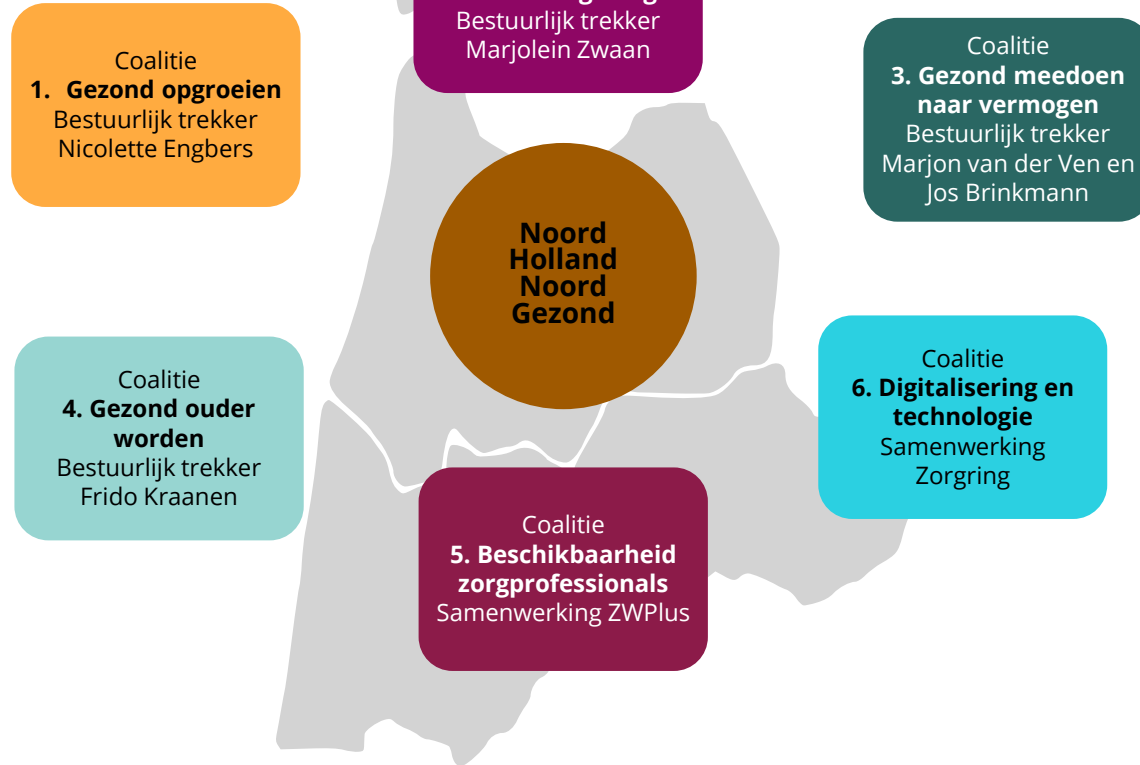 Bestuurlijk trekker
Marjolein Zwaan
Coalitie
1. Gezond opgroeien
Bestuurlijk trekker
Nicolette Engbers
Coalitie
3. Gezond meedoen
naar vermogen
Bestuurlijk trekker
Marjon van der Ven en
Jos Brinkmann
Noord
Holland
Noord
Gezond
Coalitie
4. Gezond ouder
worden
Bestuurlijk trekker
Frido Kraanen
Coalitie
6. Digitalisering en
technologie
Samenwerking
Zorgring
Coalitie
5. Beschikbaarheid
zorgprofessionals
Samenwerking ZWPlus